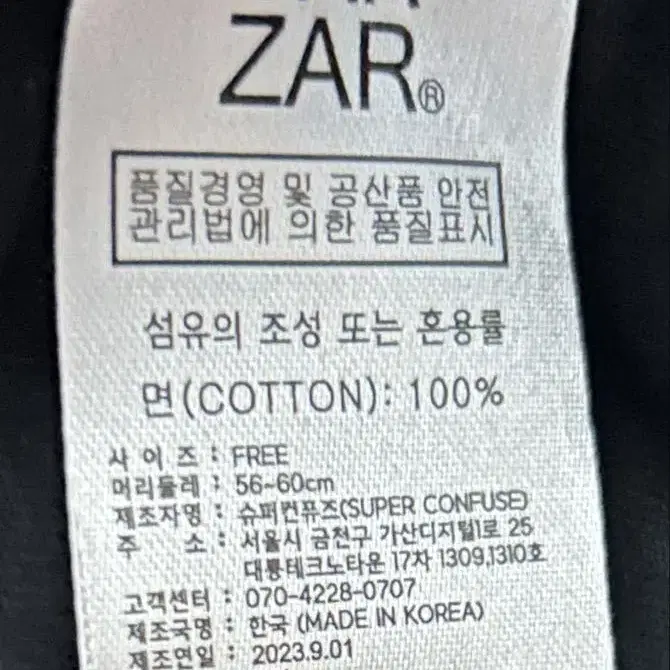 ZAR®
품질경영 및 공산품 안전
관리법에 의한 품질표시
섬유의 조성 또는 혼용률
면(COTTON): 100%
사 이 즈 : FREE
머리둘레 : 56~60cm
제조자명 : 슈퍼컨퓨즈(SUPER CONFUSE)
주 소 : 서울시 금천구 가산디지털1로 25
대륭테크노타운 17차 1309,1310호
고객센터 : 070-4228-0707
제조국명 : 한국 (MADE IN KOREA)
제조연일 : 2023.9.01